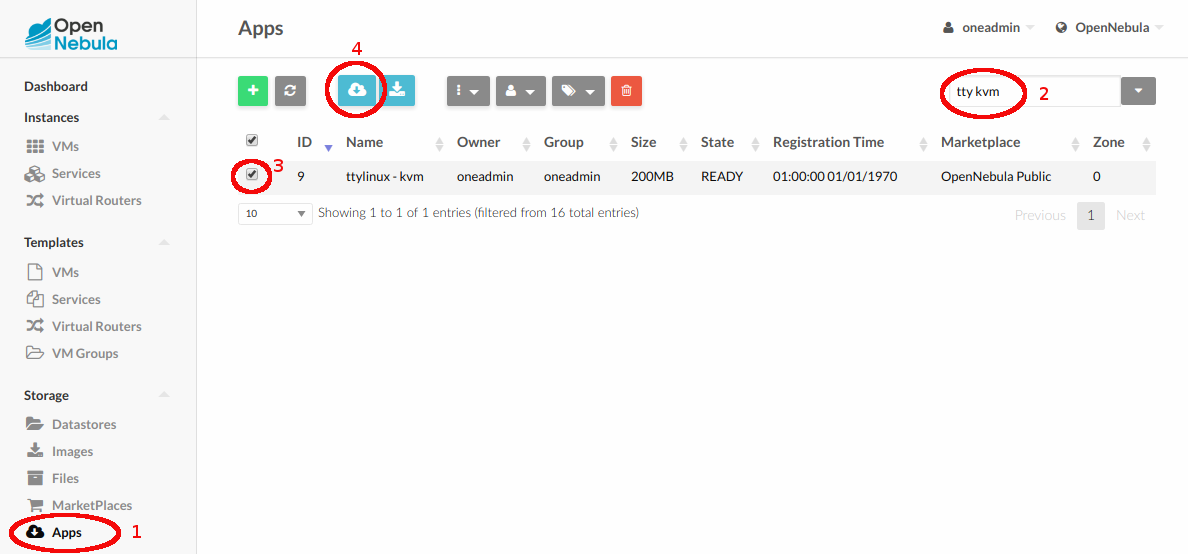 Open
Nebula
Apps
oneadmin
OpenNebula
4
tty kvm
2
Dashboard
Instances
VMs
Services
Virtual Routers
Templates
VMs
Services
Virtual Routers
VM Groups
Storage
Datastores
Images
Files
MarketPlaces
Apps
1
ID Name Owner Group Size State Registration Time Marketplace Zone
3
9 ttylinux - kvm oneadmin oneadmin 200MB READY 01:00:00 01/01/1970 OpenNebula Public 0
10 Showing 1 to 1 of 1 entries (filtered from 16 total entries)
Previous 1 Next